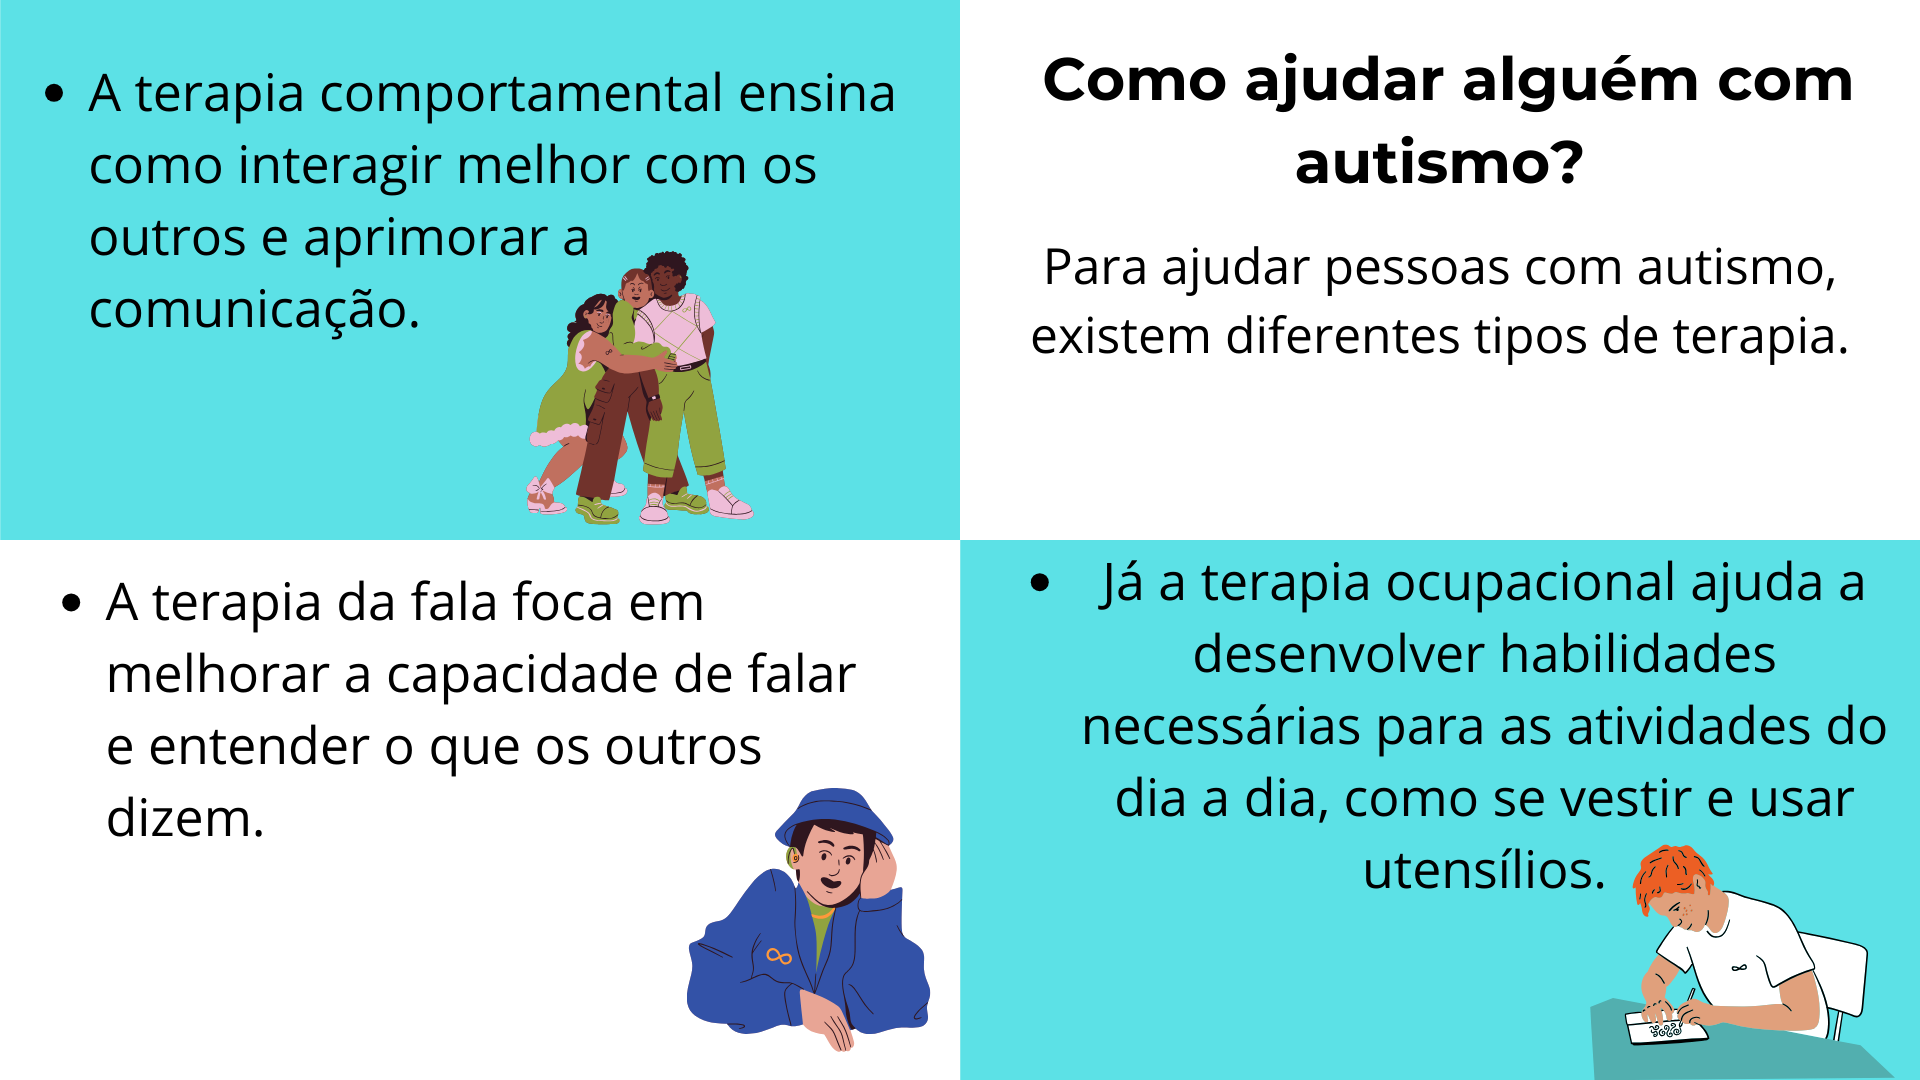 Como ajudar alguém com
autismo?
Para ajudar pessoas com autismo,
existem diferentes tipos de terapia.
• A terapia comportamental ensina
como interagir melhor com os
outros e aprimorar a
comunicação.
• A terapia da fala foca em
melhorar a capacidade de falar
e entender o que os outros
dizem.
• Já a terapia ocupacional ajuda a
desenvolver habilidades
necessárias para as atividades do
dia a dia, como se vestir e usar
utensílios.